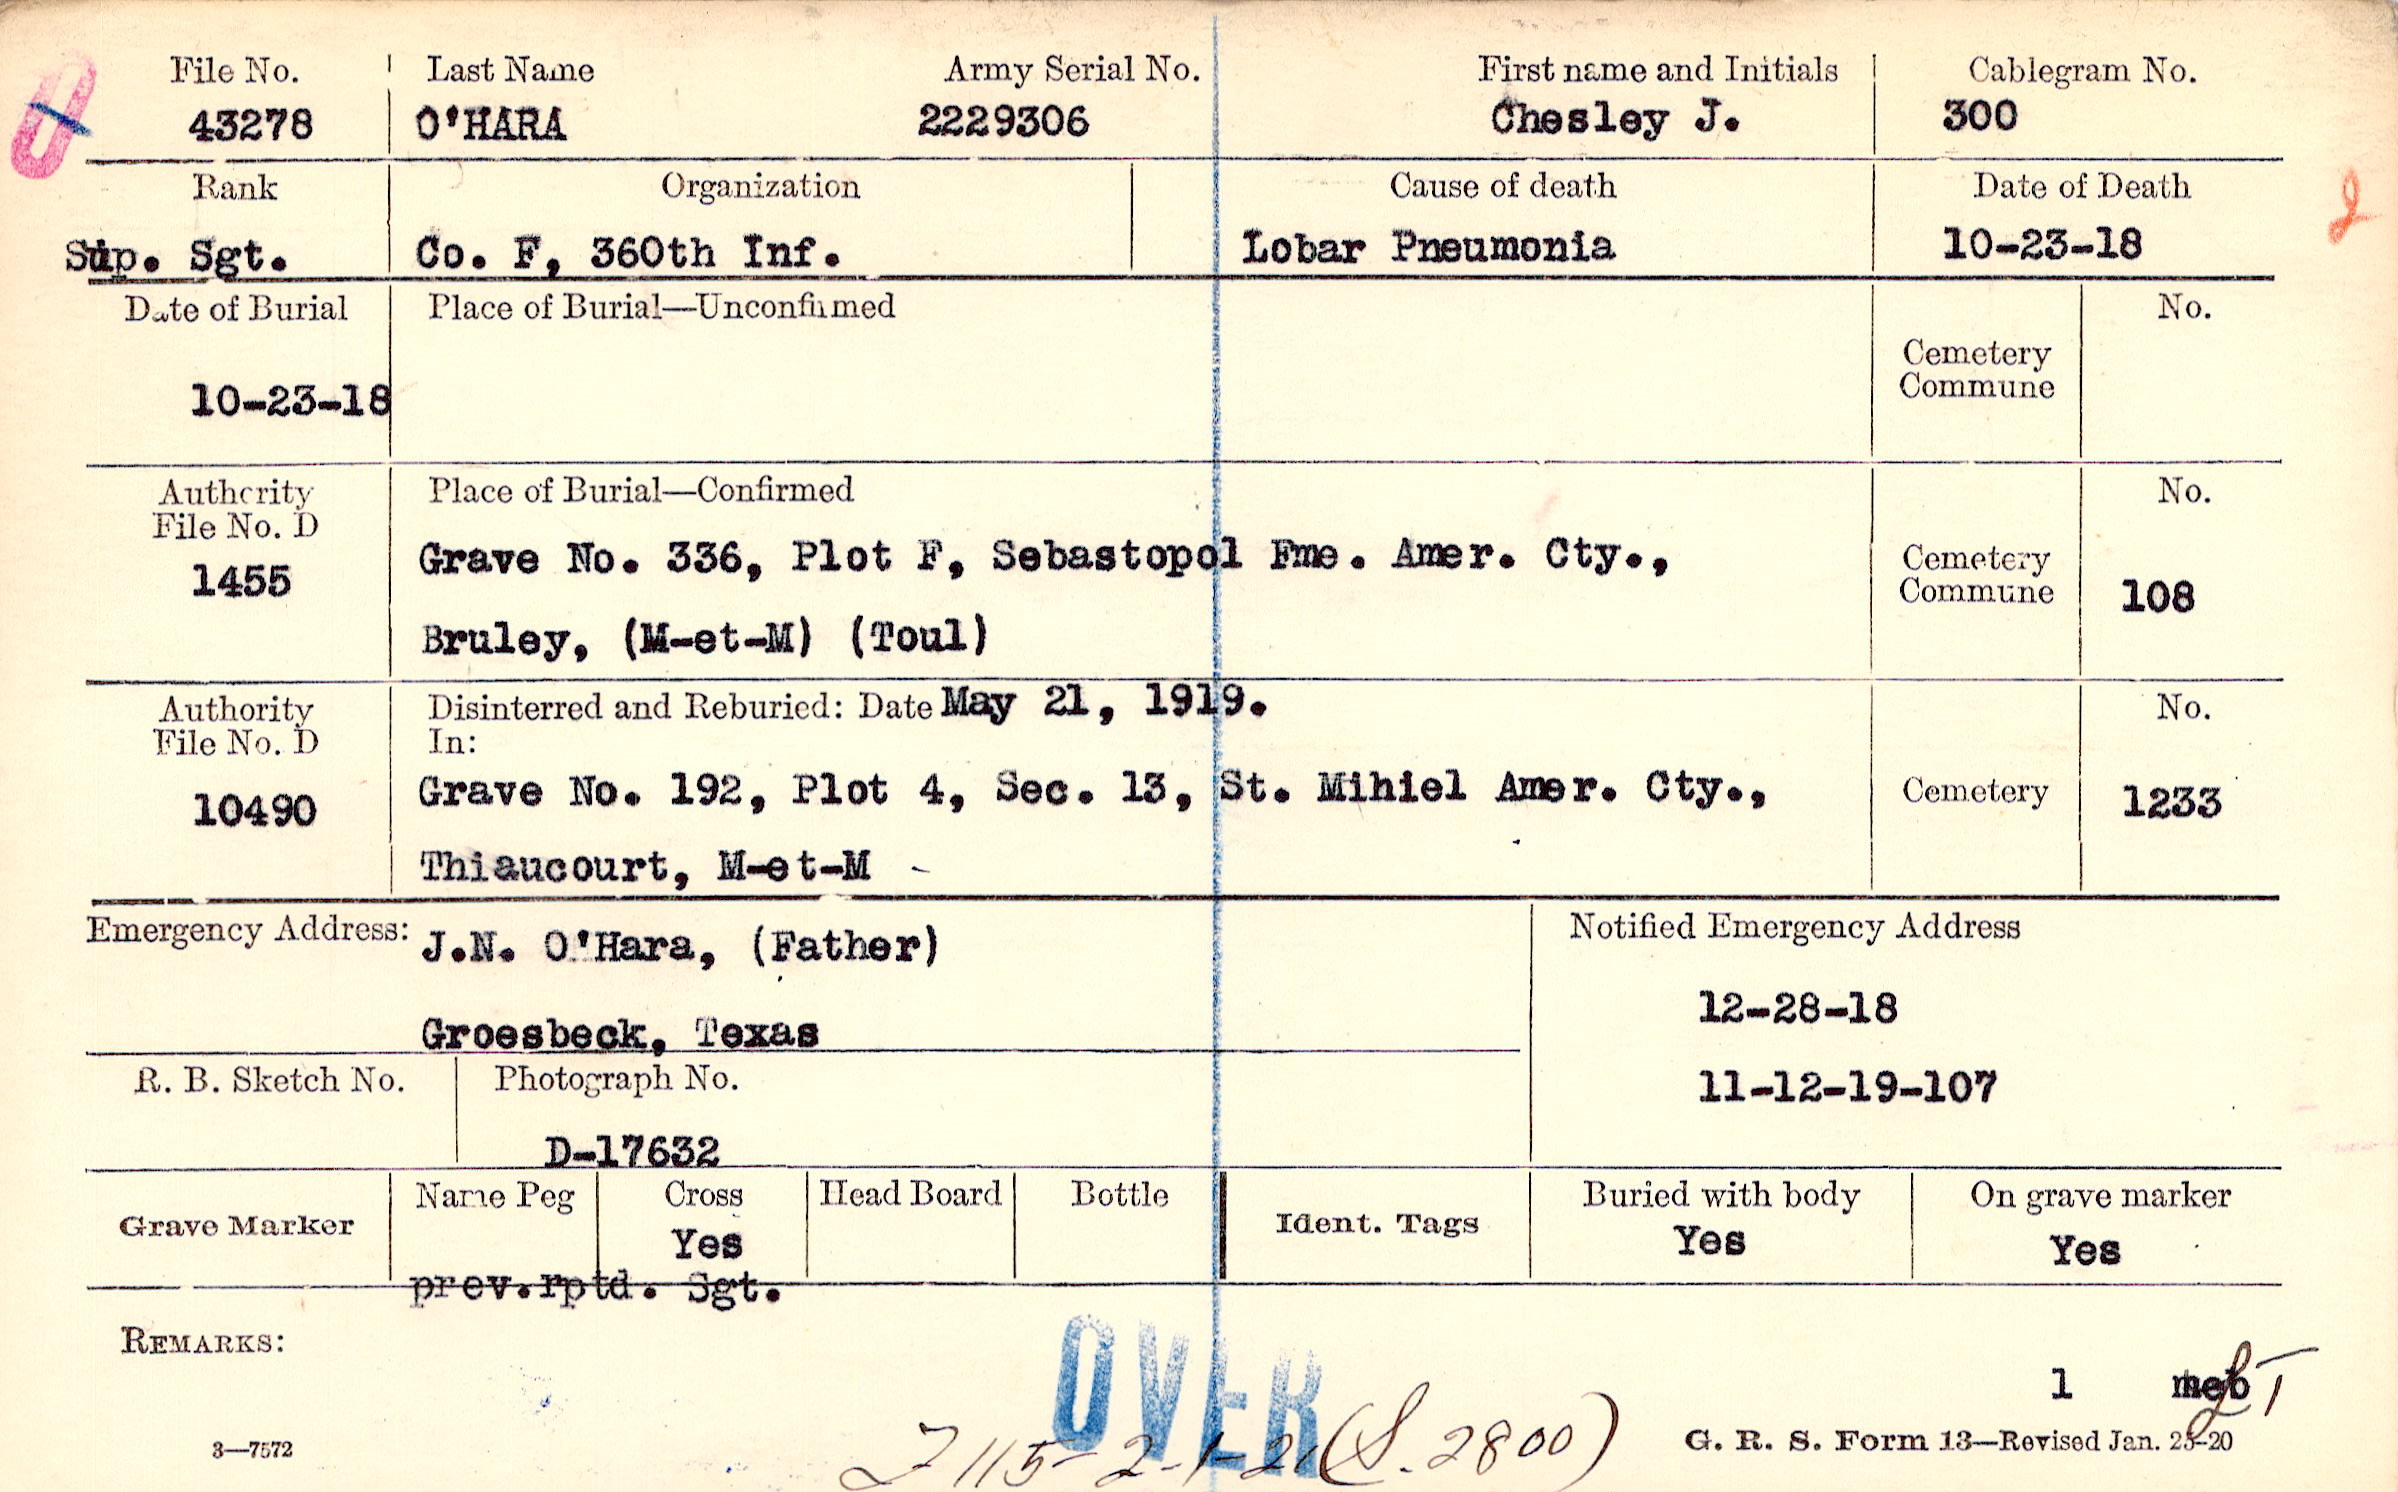 File No. Last Name Army Serial No. First name and Initials Cablegram No.
43278 O'HARA 2229306 Chesley J. 300
Rank Organization Cause of death Date of Death
Sup. Sgt. Co. F, 360th Inf. Lobar Pneumonia 10-23-18
Date of Burial Place of Burial—Unconfirmed No.
Cemetery
Commune
10-23-18
Authority Place of Burial—Confirmed No.
File No. D
1455 Grave No. 336, Plot F, Sebastopol Fme. Amer. Cty., Cemetery
Commune 108
Bruley, (M-et-M) (Toul)
Authority Disinterred and Reburied: Date May 21, 1919. No.
File No. D In:
10490 Grave No. 192, Plot 4, Sec. 13, St. Mihiel Amer. Cty., Cemetery 1233
Thiaucourt, M-et-M
Emergency Address: J.N. O'Hara, (Father) Notified Emergency Address
12-28-18
Groesbeck, Texas
11-12-19-107
R. B. Sketch No. Photograph No.
D-17632
Grave Marker Name Peg Cross Head Board Bottle Ident. Tags Buried with body On grave marker
Yes Yes Yes
prev.rptd. Sgt.
REMARKS:
OVER
1
115-2-1-21 (S. 2800)
3—7572 G. R. S. Form 13—Revised Jan. 23-20